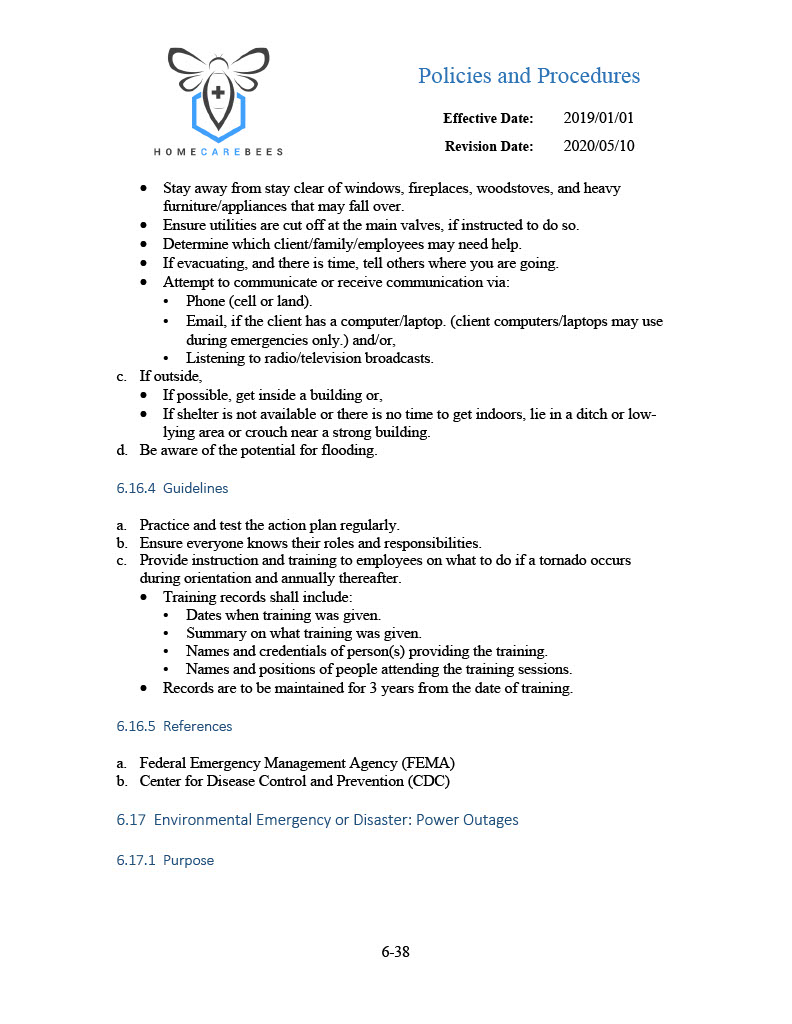 Policies and Procedures
Effective Date: 2019/01/01
Revision Date: 2020/05/10
HOMECAREBEES
• Stay away from stay clear of windows, fireplaces, woodstoves, and heavy
furniture/appliances that may fall over.
• Ensure utilities are cut off at the main valves, if instructed to do so.
• Determine which client/family/employees may need help.
• If evacuating, and there is time, tell others where you are going.
• Attempt to communicate or receive communication via:
• Phone (cell or land).
• Email, if the client has a computer/laptop. (client computers/laptops may use
during emergencies only.) and/or,
• Listening to radio/television broadcasts.
c. If outside,
• If possible, get inside a building or,
• If shelter is not available or there is no time to get indoors, lie in a ditch or low-
lying area or crouch near a strong building.
d. Be aware of the potential for flooding.
6.16.4 Guidelines
a. Practice and test the action plan regularly.
b. Ensure everyone knows their roles and responsibilities.
c. Provide instruction and training to employees on what to do if a tornado occurs
during orientation and annually thereafter.
• Training records shall include:
• Dates when training was given.
• Summary on what training was given.
• Names and credentials of person(s) providing the training.
• Names and positions of people attending the training sessions.
• Records are to be maintained for 3 years from the date of training.
6.16.5 References
a. Federal Emergency Management Agency (FEMA)
b. Center for Disease Control and Prevention (CDC)
6.17 Environmental Emergency or Disaster: Power Outages
6.17.1 Purpose
6-38